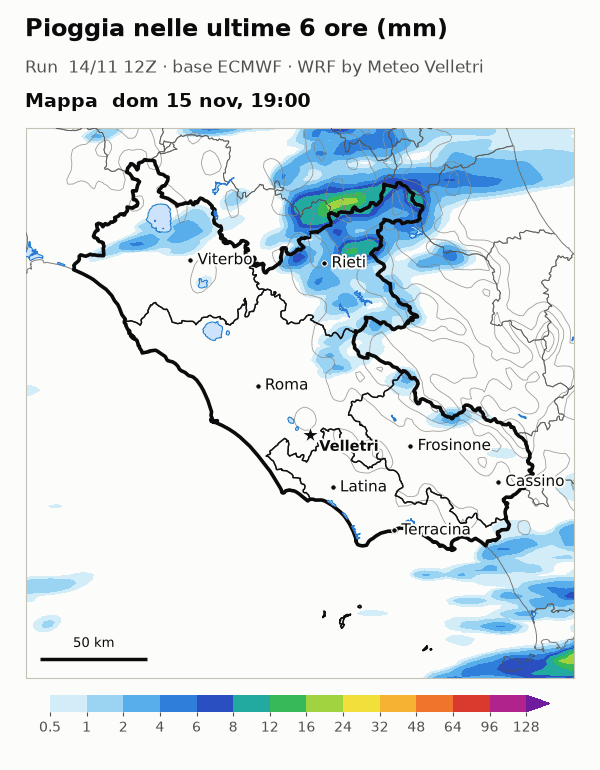 Pioggia nelle ultime 6 ore (mm)
Run 14/11 12Z · base ECMWF · WRF by Meteo Velletri
Mappa dom 15 nov, 19:00
Viterbo
Rieti
Roma
Velletri
Frosinone
Latina
Cassino
Terracina
50 km
0.5 1 2 4 6 8 12 16 24 32 48 64 96 128